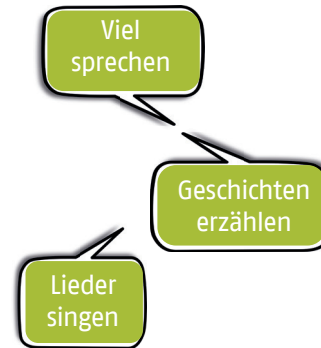 Viel
sprechen
Geschichten
erzählen
Lieder
singen